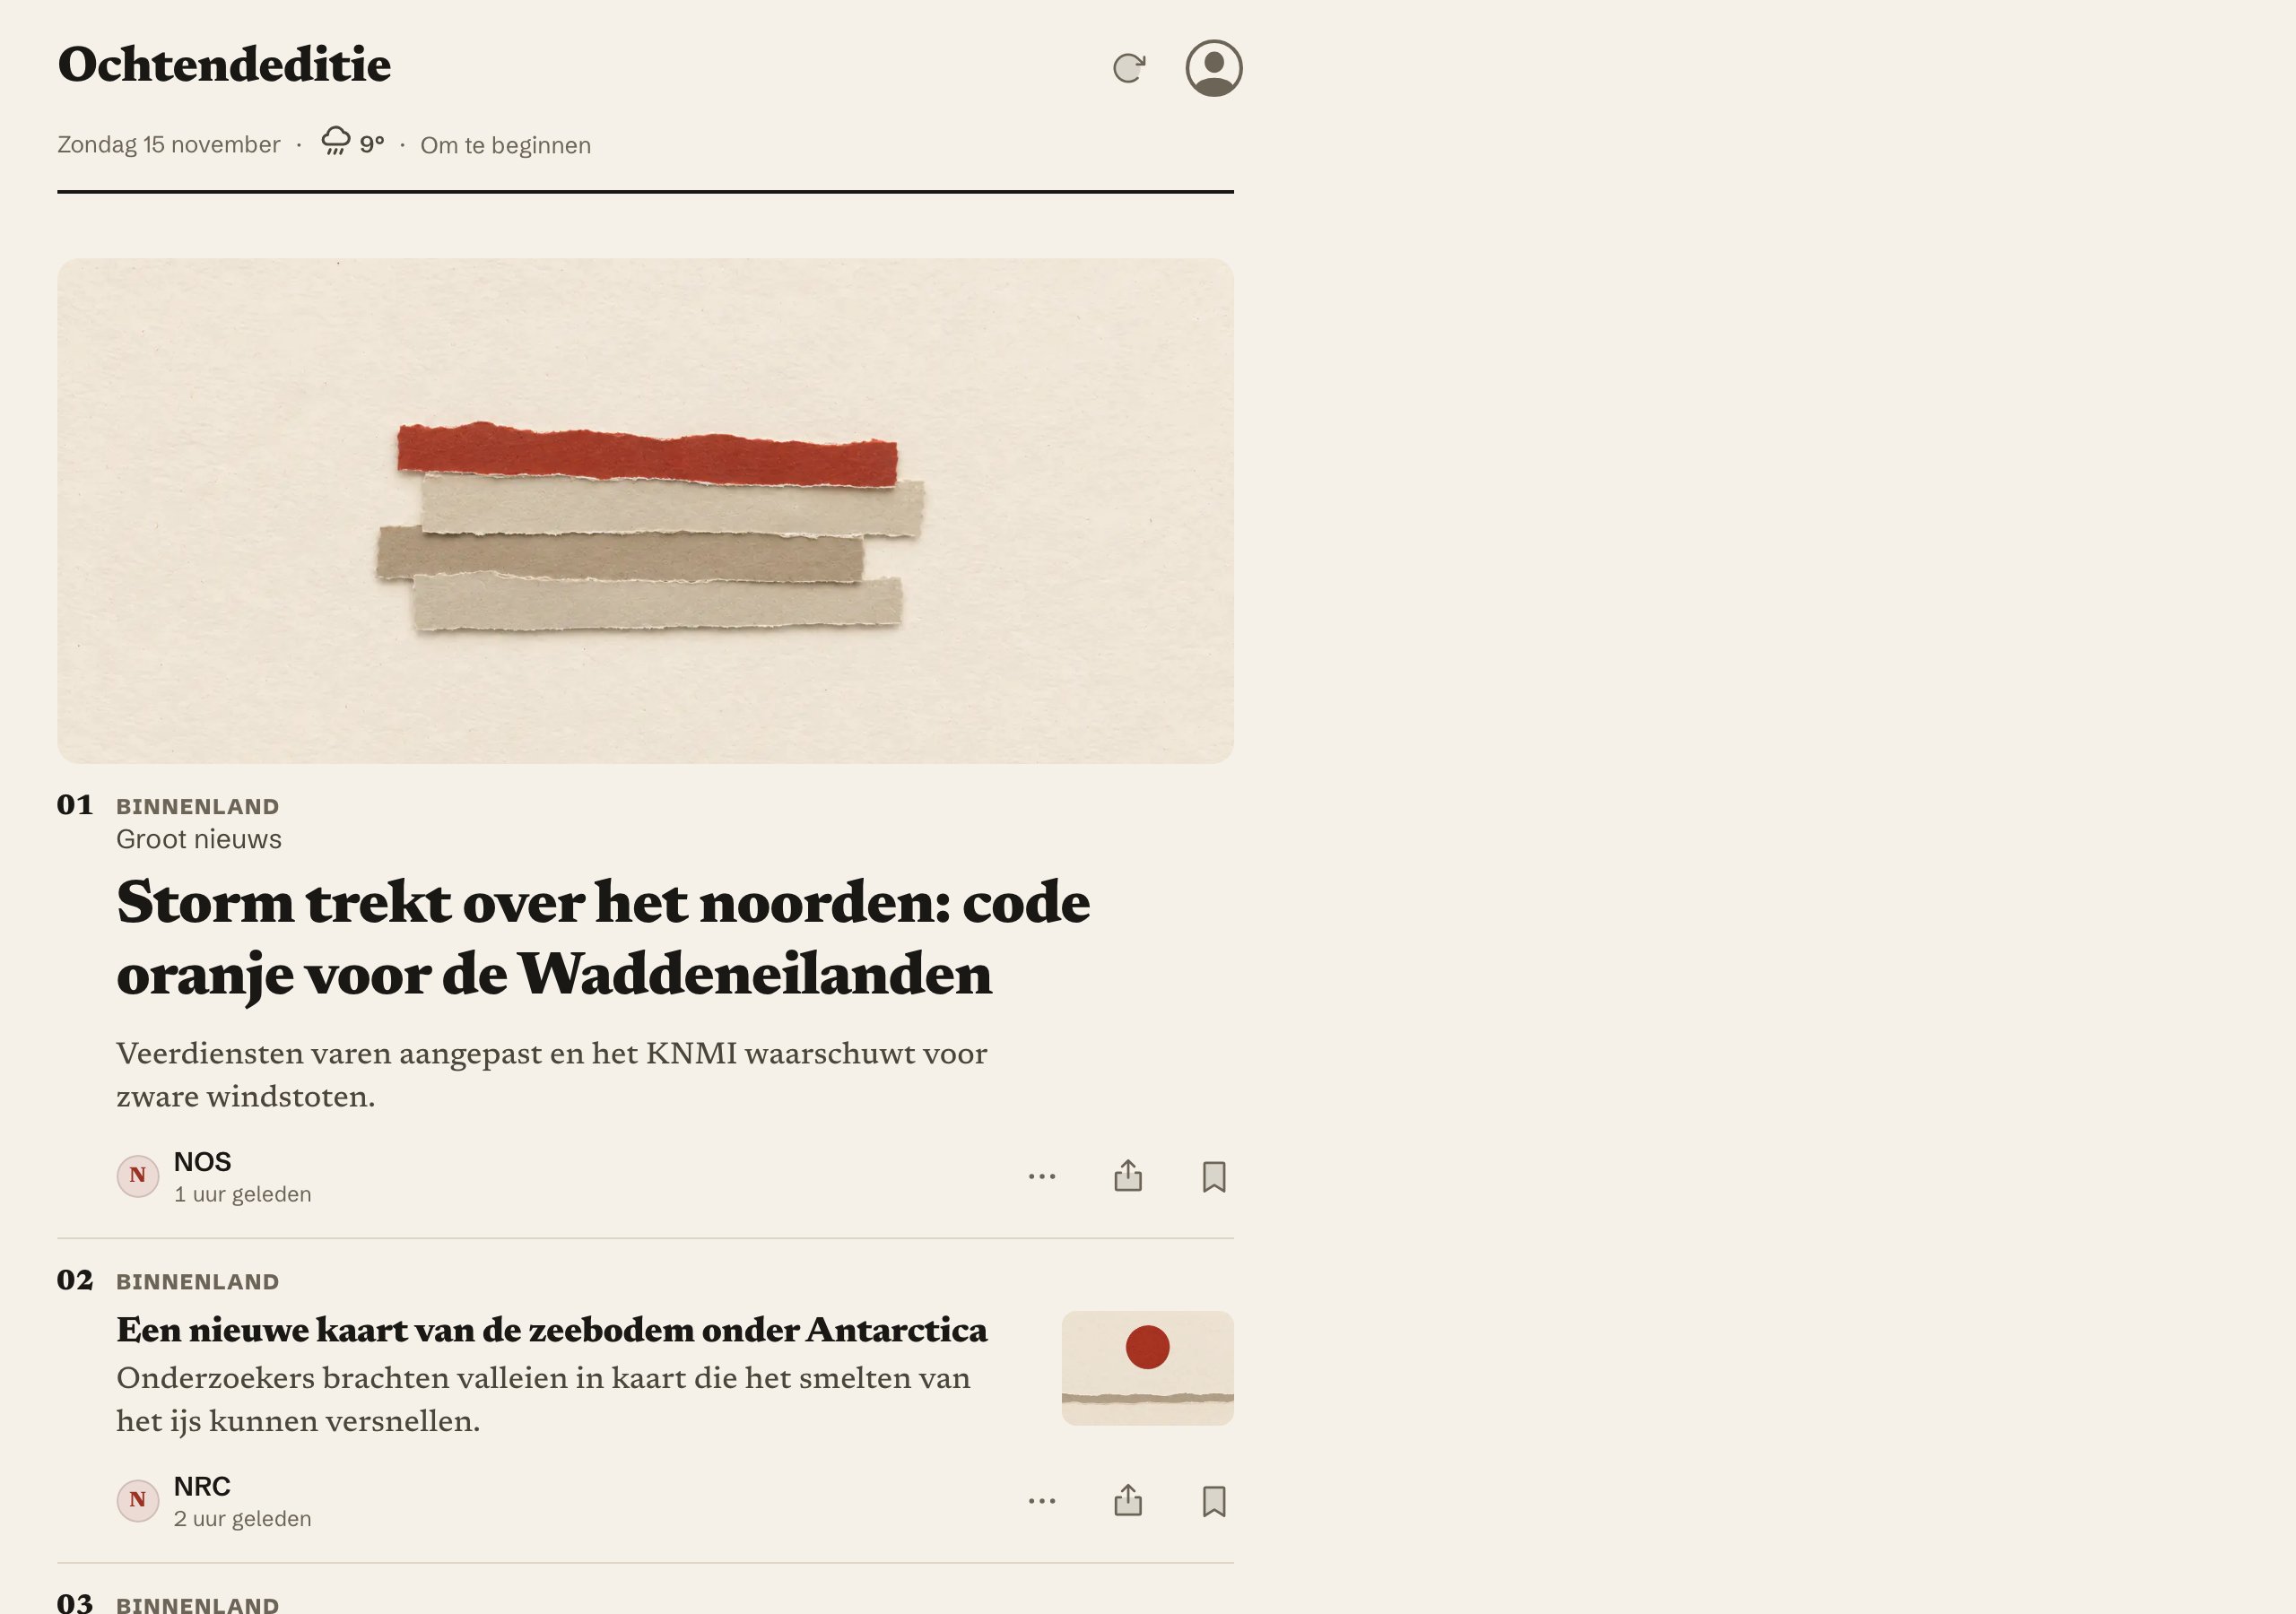 Ochtendeditie
Zondag 15 november · 9° · Om te beginnen
01 BINNENLAND
Groot nieuws
Storm trekt over het noorden: code
oranje voor de Waddeneilanden
Veerdiensten varen aangepast en het KNMI waarschuwt voor
zware windstoten.
N NOS
1 uur geleden
02 BINNENLAND
Een nieuwe kaart van de zeebodem onder Antarctica
Onderzoekers brachten valleien in kaart die het smelten van
het ijs kunnen versnellen.
N NRC
2 uur geleden
03 BINNENLAND